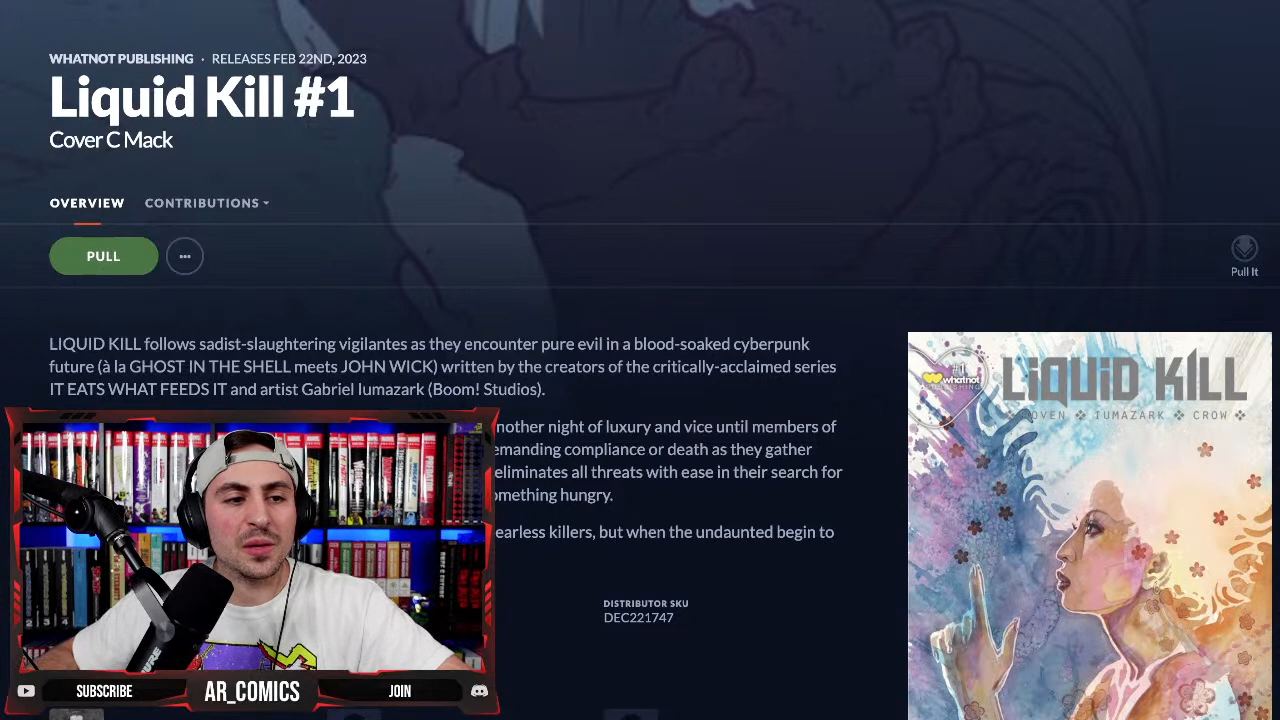 WHATNOT PUBLISHING · RELEASES FEB 22ND, 2023
Liquid Kill #1
Cover C Mack
OVERVIEW CONTRIBUTIONS
PULL ...
Pull It
LIQUID KILL follows sadist-slaughtering vigilantes as they encounter pure evil in a blood-soaked cyberpunk
future (à la GHOST IN THE SHELL meets JOHN WICK) written by the creators of the critically-acclaimed series
IT EATS WHAT FEEDS IT and artist Gabriel Iumazark (Boom! Studios).
nother night of luxury and vice until members of
emanding compliance or death as they gather
eliminates all threats with ease in their search for
omething hungry.
earless killers, but when the undaunted begin to
DISTRIBUTOR SKU
DEC221747
#1
whatnot
PUBLISHING
LIQUID KILL
OVEN ❖ IUMAZARK ❖ CROW ❖
SUBSCRIBE
AR_COMICS
JOIN